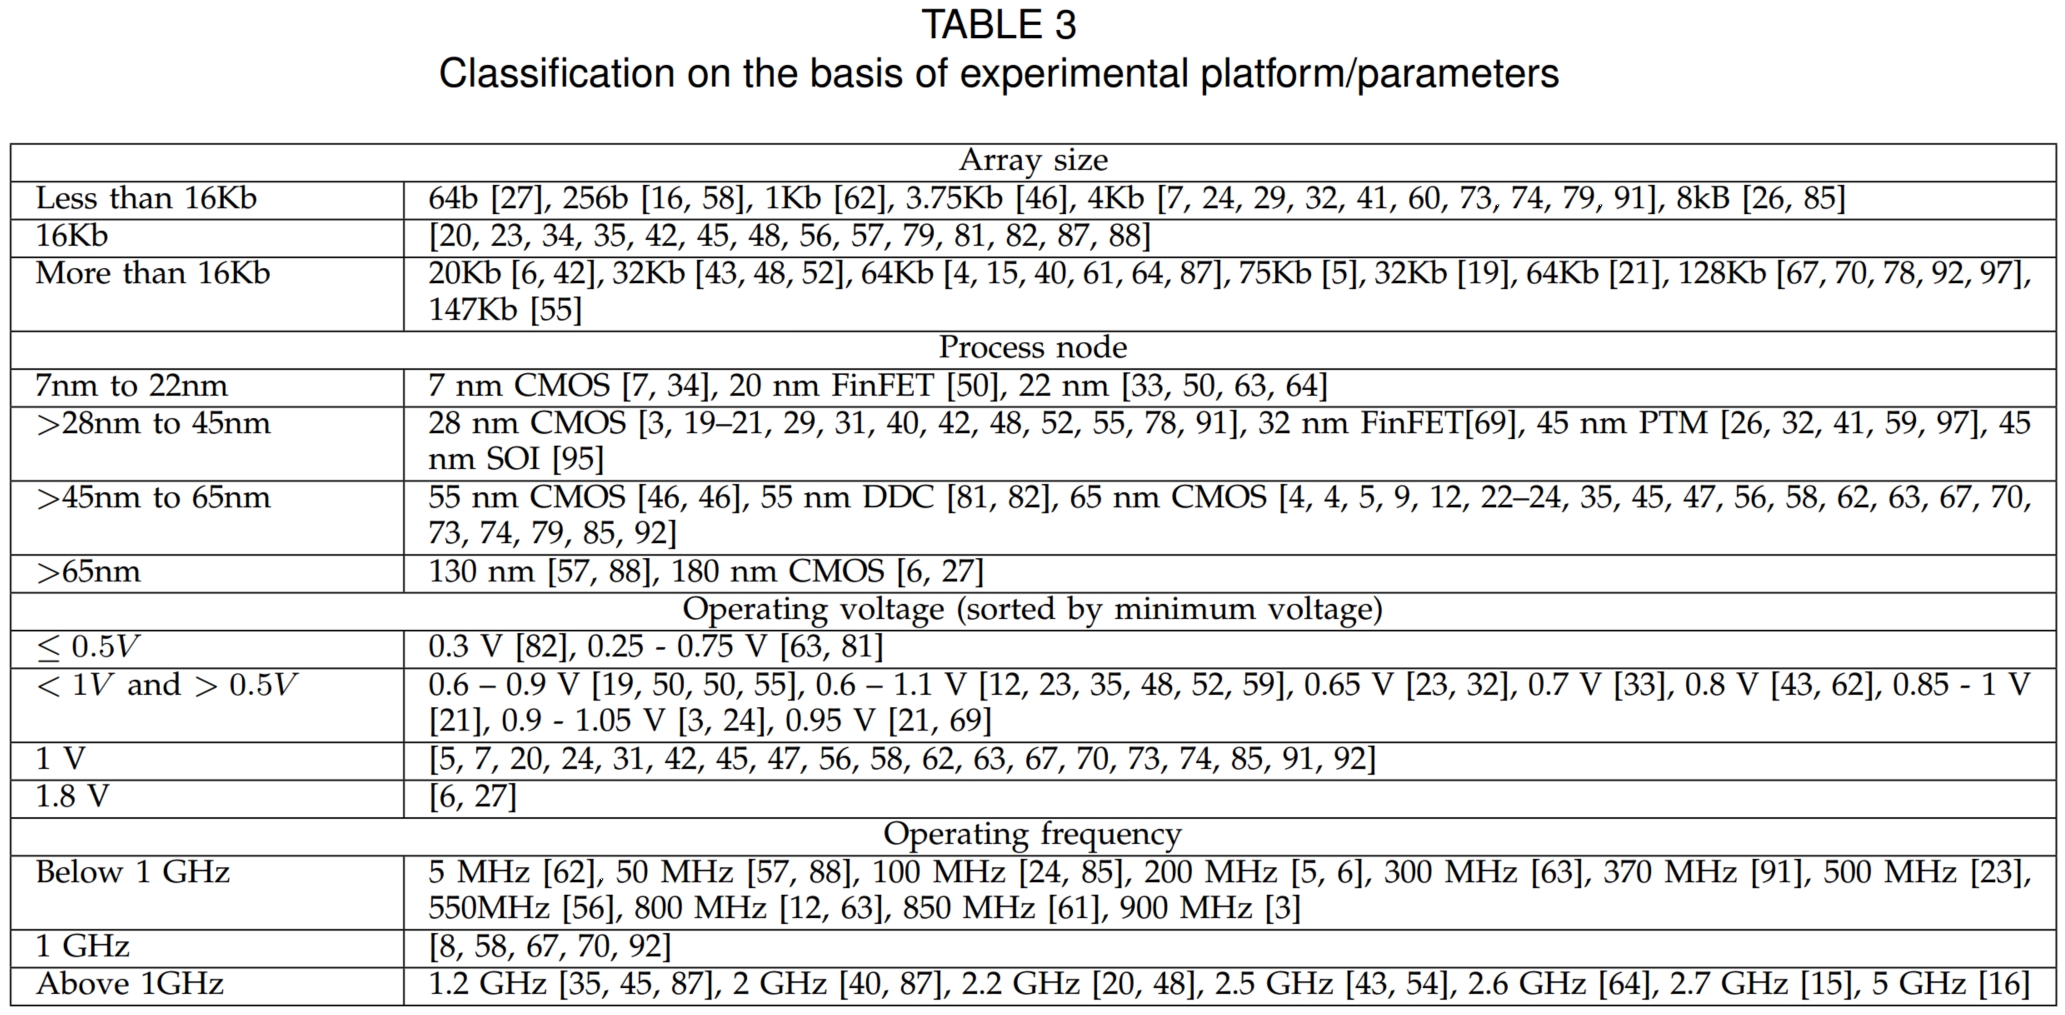 TABLE 3
Classification on the basis of experimental platform/parameters
Array size
Less than 16Kb 64b [27], 256b [16, 58], 1Kb [62], 3.75Kb [46], 4Kb [7, 24, 29, 32, 41, 60, 73, 74, 79, 91], 8kB [26, 85]
16Kb [20, 23, 34, 35, 42, 45, 48, 56, 57, 79, 81, 82, 87, 88]
More than 16Kb 20Kb [6, 42], 32Kb [43, 48, 52], 64Kb [4, 15, 40, 61, 64, 87], 75Kb [5], 32Kb [19], 64Kb [21], 128Kb [67, 70, 78, 92, 97],
147Kb [55]
Process node
7nm to 22nm 7 nm CMOS [7, 34], 20 nm FinFET [50], 22 nm [33, 50, 63, 64]
>28nm to 45nm 28 nm CMOS [3, 19–21, 29, 31, 40, 42, 48, 52, 55, 78, 91], 32 nm FinFET[69], 45 nm PTM [26, 32, 41, 59, 97], 45
nm SOI [95]
>45nm to 65nm 55 nm CMOS [46, 46], 55 nm DDC [81, 82], 65 nm CMOS [4, 4, 5, 9, 12, 22–24, 35, 45, 47, 56, 58, 62, 63, 67, 70,
73, 74, 79, 85, 92]
>65nm 130 nm [57, 88], 180 nm CMOS [6, 27]
Operating voltage (sorted by minimum voltage)
≤ 0.5V 0.3 V [82], 0.25 - 0.75 V [63, 81]
< 1V and > 0.5V 0.6 – 0.9 V [19, 50, 50, 55], 0.6 – 1.1 V [12, 23, 35, 48, 52, 59], 0.65 V [23, 32], 0.7 V [33], 0.8 V [43, 62], 0.85 - 1 V
[21], 0.9 - 1.05 V [3, 24], 0.95 V [21, 69]
1 V [5, 7, 20, 24, 31, 42, 45, 47, 56, 58, 62, 63, 67, 70, 73, 74, 85, 91, 92]
1.8 V [6, 27]
Operating frequency
Below 1 GHz 5 MHz [62], 50 MHz [57, 88], 100 MHz [24, 85], 200 MHz [5, 6], 300 MHz [63], 370 MHz [91], 500 MHz [23],
550MHz [56], 800 MHz [12, 63], 850 MHz [61], 900 MHz [3]
1 GHz [8, 58, 67, 70, 92]
Above 1GHz 1.2 GHz [35, 45, 87], 2 GHz [40, 87], 2.2 GHz [20, 48], 2.5 GHz [43, 54], 2.6 GHz [64], 2.7 GHz [15], 5 GHz [16]